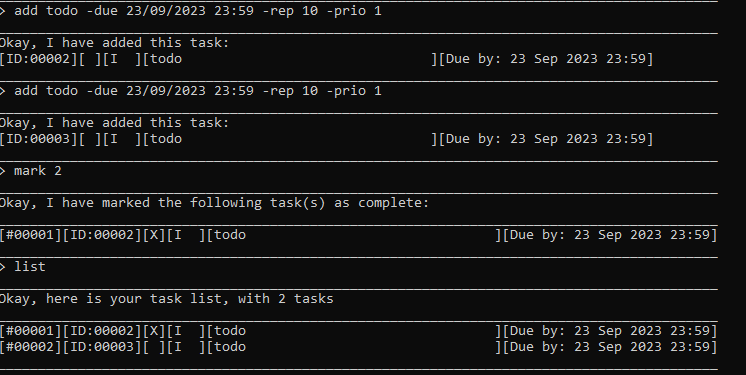 > add todo -due 23/09/2023 23:59 -rep 10 -prio 1
Okay, I have added this task:
[ID:00002][ ][I  ][todo                               ][Due by: 23 Sep 2023 23:59]
> add todo -due 23/09/2023 23:59 -rep 10 -prio 1
Okay, I have added this task:
[ID:00003][ ][I  ][todo                               ][Due by: 23 Sep 2023 23:59]
> mark 2
Okay, I have marked the following task(s) as complete:
[#00001][ID:00002][X][I  ][todo                               ][Due by: 23 Sep 2023 23:59]
> list
Okay, here is your task list, with 2 tasks
[#00001][ID:00002][X][I  ][todo                               ][Due by: 23 Sep 2023 23:59]
[#00002][ID:00003][ ][I  ][todo                               ][Due by: 23 Sep 2023 23:59]